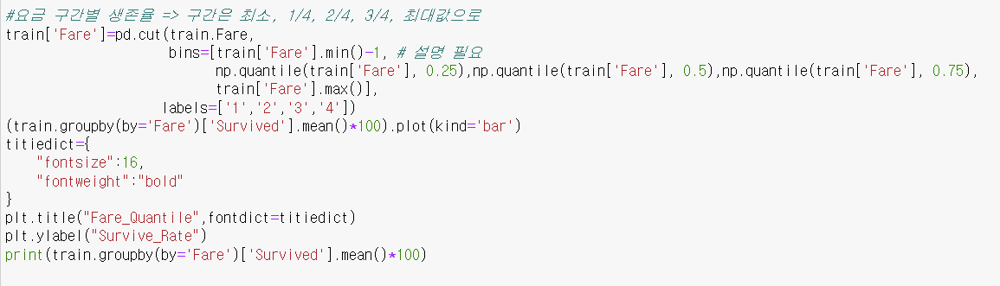 #요금 구간별 생존율 => 구간은 최소, 1/4, 2/4, 3/4, 최대값으로
train['Fare']=pd.cut(train.Fare,
bins=[train['Fare'].min()-1, # 설명 필요
np.quantile(train['Fare'], 0.25),np.quantile(train['Fare'], 0.5),np.quantile(train['Fare'], 0.75),
train['Fare'].max()],
labels=['1','2','3','4'])
(train.groupby(by='Fare')['Survived'].mean()*100).plot(kind='bar')
titiedict={
"fontsize":16,
"fontweight":"bold"
}
plt.title("Fare_Quantile",fontdict=titiedict)
plt.ylabel("Survive_Rate")
print(train.groupby(by='Fare')['Survived'].mean()*100)